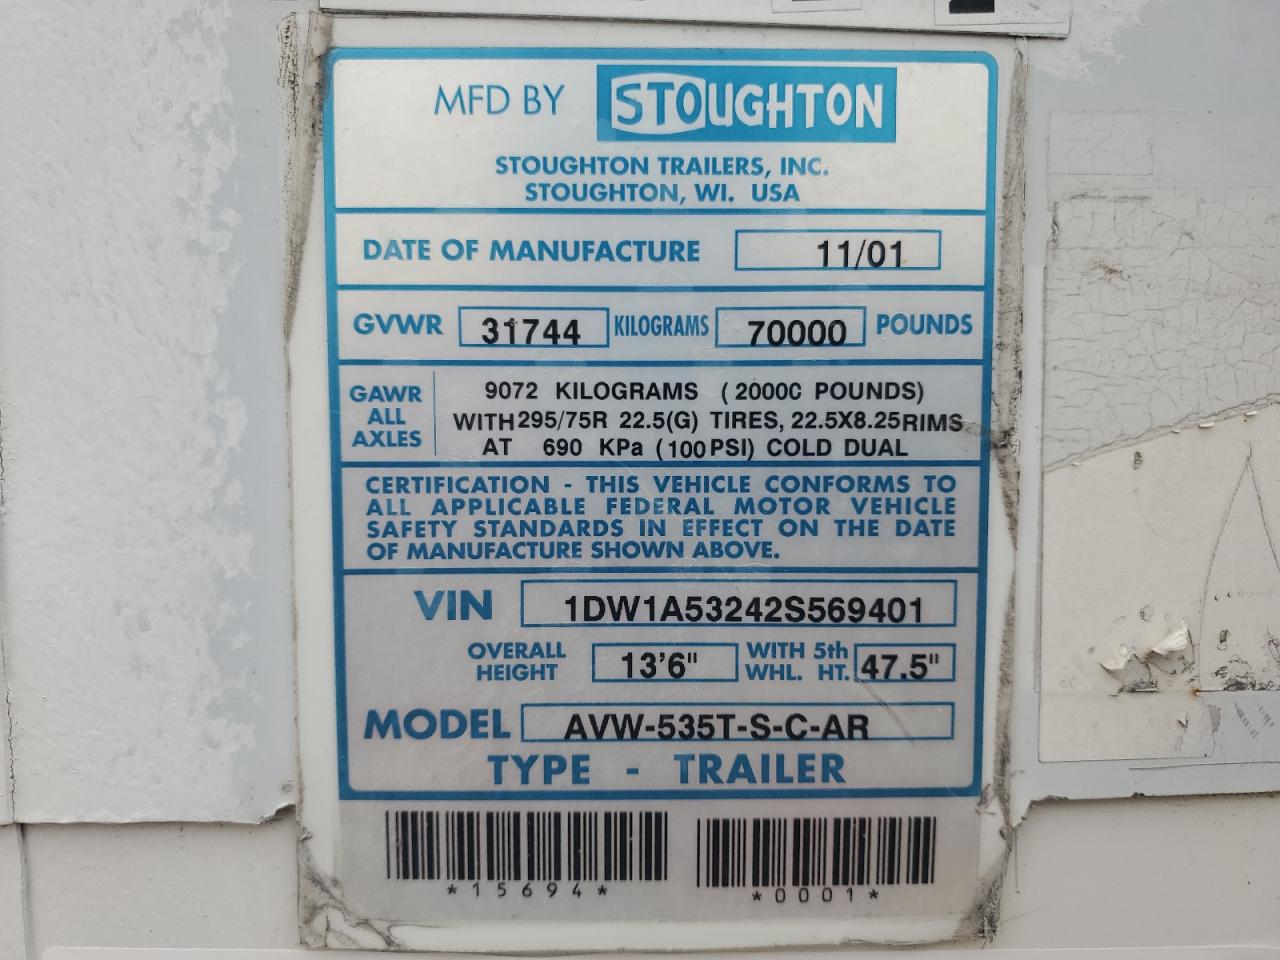 MFD BY STOUGHTON
STOUGHTON TRAILERS, INC.
STOUGHTON, WI. USA
DATE OF MANUFACTURE 11/01
GVWR 31744 KILOGRAMS 70000 POUNDS
GAWR ALL AXLES
9072 KILOGRAMS (20000 POUNDS)
WITH 295/75R 22.5(G) TIRES, 22.5X8.25 RIMS
AT 690 KPa (100 PSI) COLD DUAL
CERTIFICATION - THIS VEHICLE CONFORMS TO
ALL APPLICABLE FEDERAL MOTOR VEHICLE
SAFETY STANDARDS IN EFFECT ON THE DATE
OF MANUFACTURE SHOWN ABOVE.
VIN 1DW1A53242S569401
OVERALL HEIGHT 13'6" WITH 5th WHL. HT. 47.5"
MODEL AVW-535T-S-C-AR
TYPE - TRAILER
*15694* *0001*